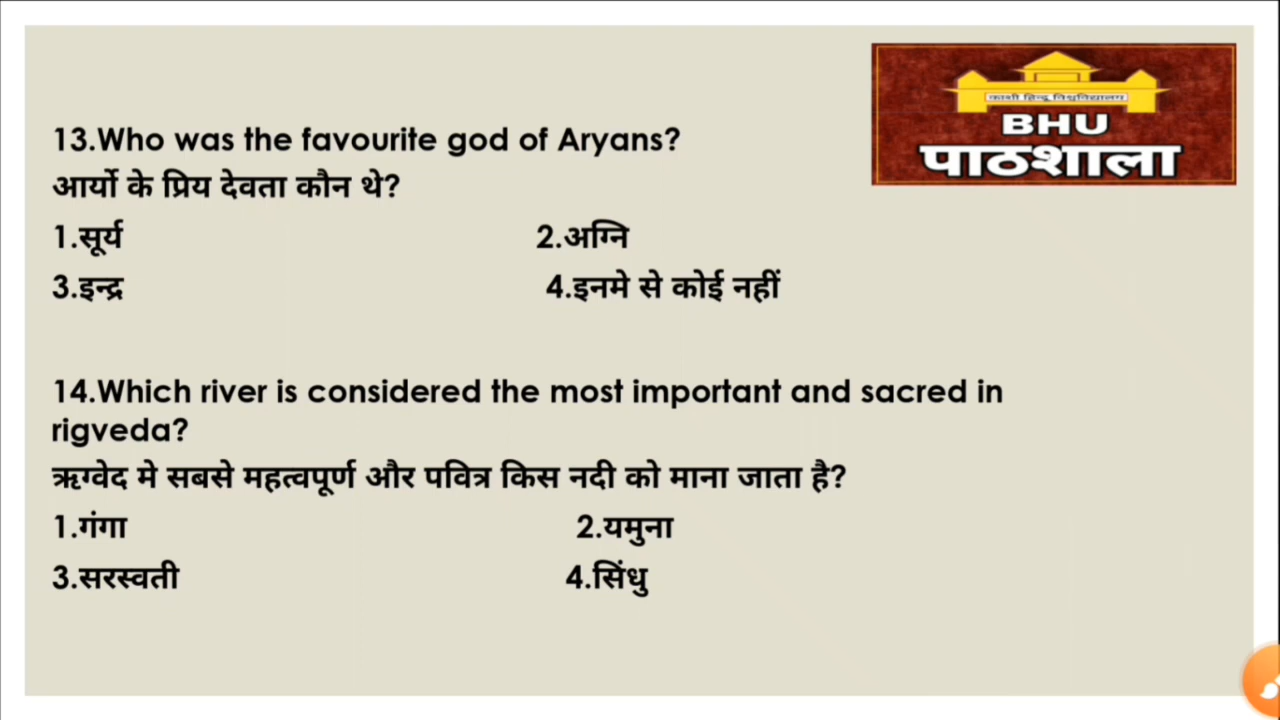 काशी हिन्दू विश्वविद्यालय
BHU
पाठशाला
13.Who was the favourite god of Aryans?
आर्यो के प्रिय देवता कौन थे?
1.सूर्य 2.अग्नि
3.इन्द्र 4.इनमे से कोई नहीं
14.Which river is considered the most important and sacred in
rigveda?
ऋग्वेद मे सबसे महत्वपूर्ण और पवित्र किस नदी को माना जाता है?
1.गंगा 2.यमुना
3.सरस्वती 4.सिंधु